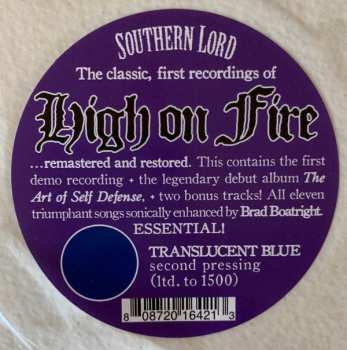 SOUTHERN LORD
The classic, first recordings of
High on Fire
...remastered and restored. This contains the first
demo recording + the legendary debut album The
Art of Self Defense, + two bonus tracks! All eleven
triumphant songs sonically enhanced by Brad Boatright.
ESSENTIAL!
TRANSLUCENT BLUE
second pressing
(ltd. to 1500)
8 08720 16421 3